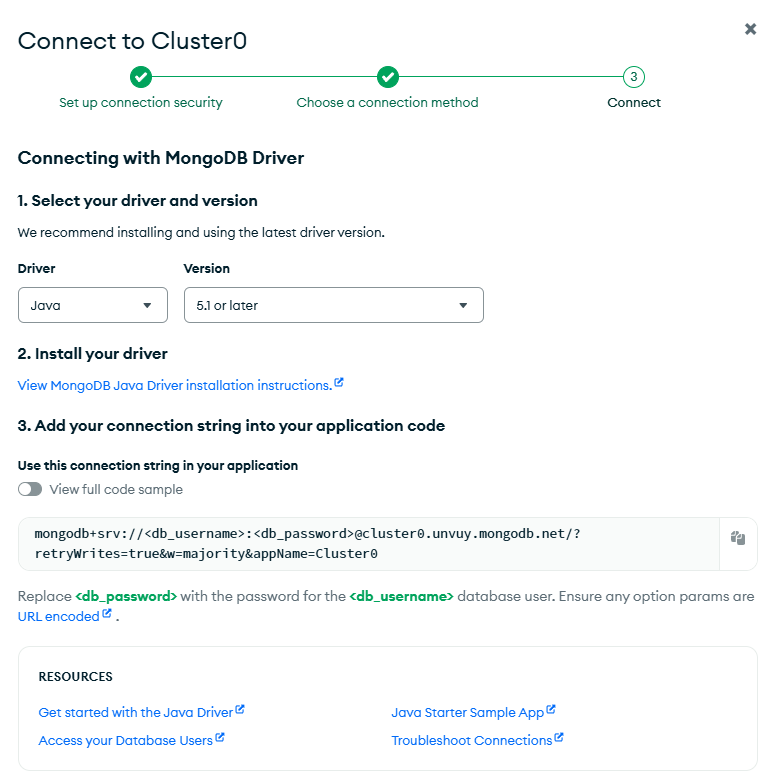 Connect to Cluster0
Set up connection security
Choose a connection method
3
Connect
Connecting with MongoDB Driver
1. Select your driver and version
We recommend installing and using the latest driver version.
Driver
Version
Java
5.1 or later
2. Install your driver
View MongoDB Java Driver installation instructions.
3. Add your connection string into your application code
Use this connection string in your application
View full code sample
mongodb+srv://<db_username>:<db_password>@cluster0.unvuy.mongodb.net/?
retryWrites=true&w=majority&appName=Cluster0
Replace <db_password> with the password for the <db_username> database user. Ensure any option params are
URL encoded .
RESOURCES
Get started with the Java Driver
Java Starter Sample App
Access your Database Users
Troubleshoot Connections